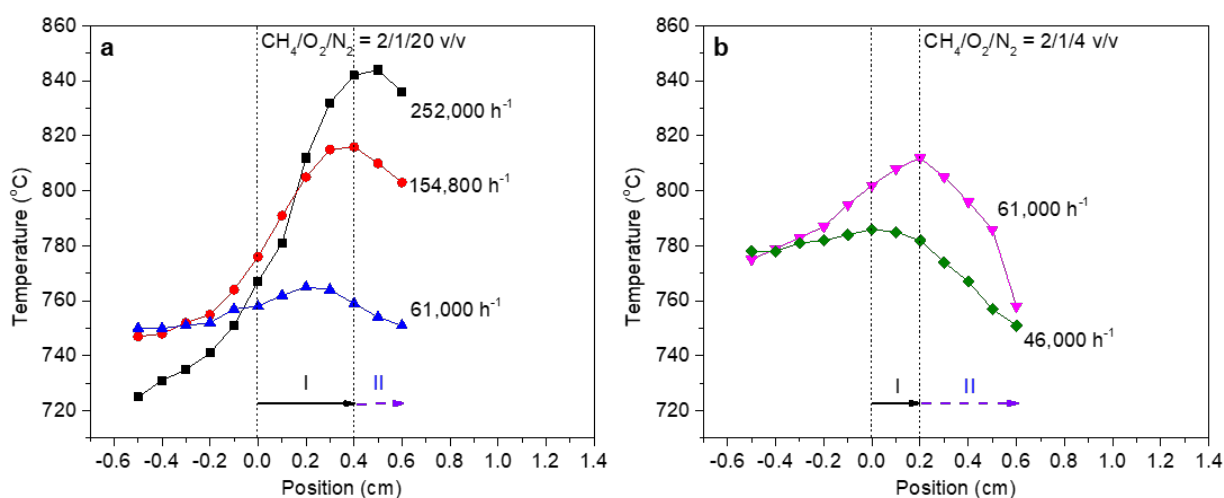 a
CH₄/O₂/N₂ = 2/1/20 v/v
860
840
820
800
780
760
740
720
Temperature (°C)
252,000 h⁻¹
154,800 h⁻¹
61,000 h⁻¹
I
II
-0.6 -0.4 -0.2 0.0 0.2 0.4 0.6 0.8 1.0 1.2 1.4
Position (cm)
b
CH₄/O₂/N₂ = 2/1/4 v/v
860
840
820
800
780
760
740
720
Temperature (°C)
61,000 h⁻¹
46,000 h⁻¹
I
II
-0.6 -0.4 -0.2 0.0 0.2 0.4 0.6 0.8 1.0 1.2 1.4
Position (cm)